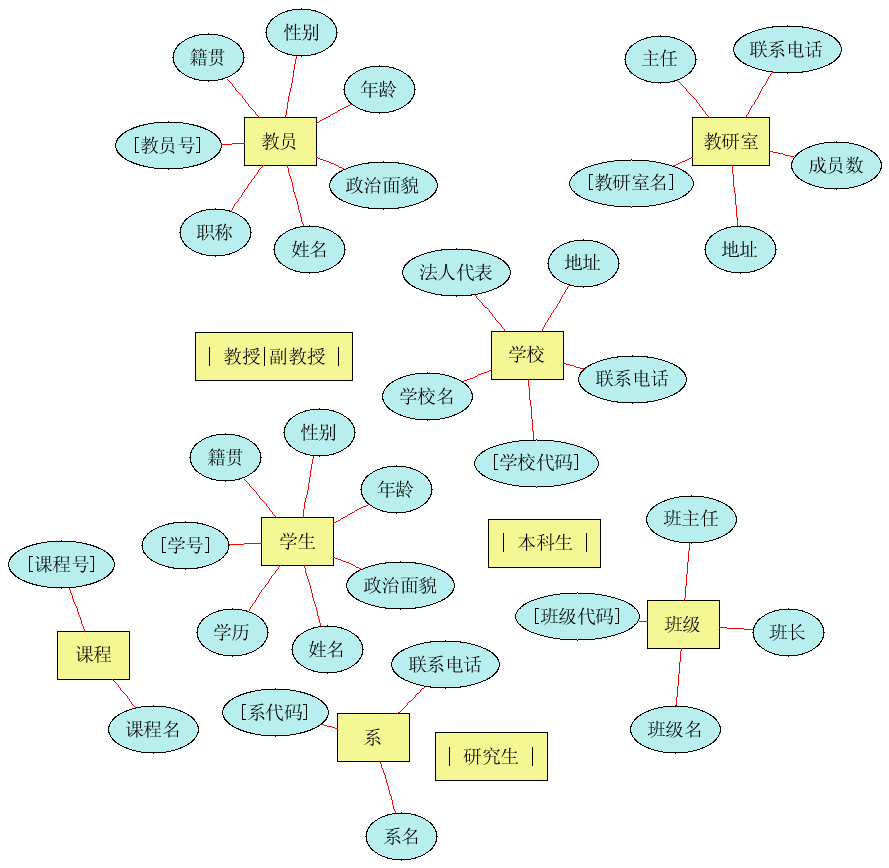 性别
籍贯
年龄
[教员号]
教员
政治面貌
职称
姓名
主任
联系电话
教研室
成员数
[教研室名]
地址
法人代表
地址
学校
联系电话
学校名
[学校代码]
| 教授|副教授 |
性别
籍贯
年龄
[学号]
学生
政治面貌
学历
姓名
| 本科生 |
班主任
[班级代码]
班级
班长
班级名
[课程号]
课程
课程名
联系电话
[系代码]
系
系名
| 研究生 |